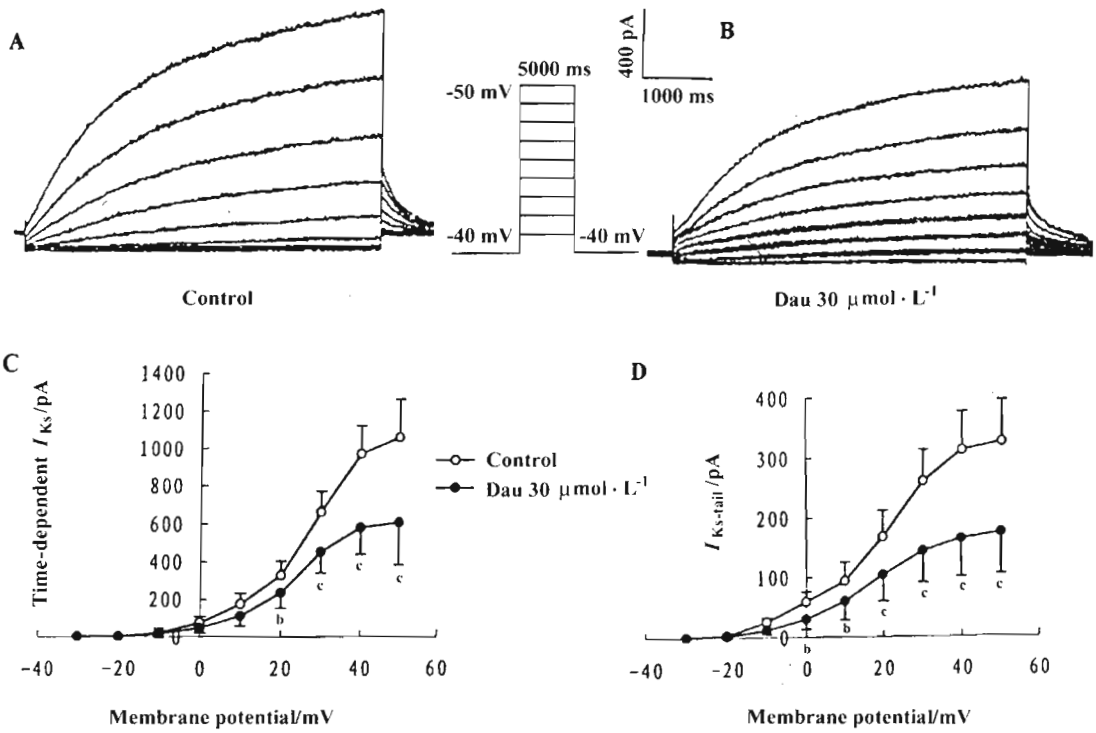 A
B
5000 ms
-50 mV
-40 mV
-40 mV
400 pA
1000 ms
Control
Dau 30 μmol · L⁻¹
C
Time-dependent I Ks/pA
1400
1200
1000
800
600
400
200
0
-40
-20
0
20
40
60
b
c
c
c
Membrane potential/mV
Control
Dau 30 μmol · L⁻¹
D
I Ks-tail/pA
400
300
200
100
0
-40
-20
0
20
40
60
b
b
c
c
c
c
Membrane potential/mV